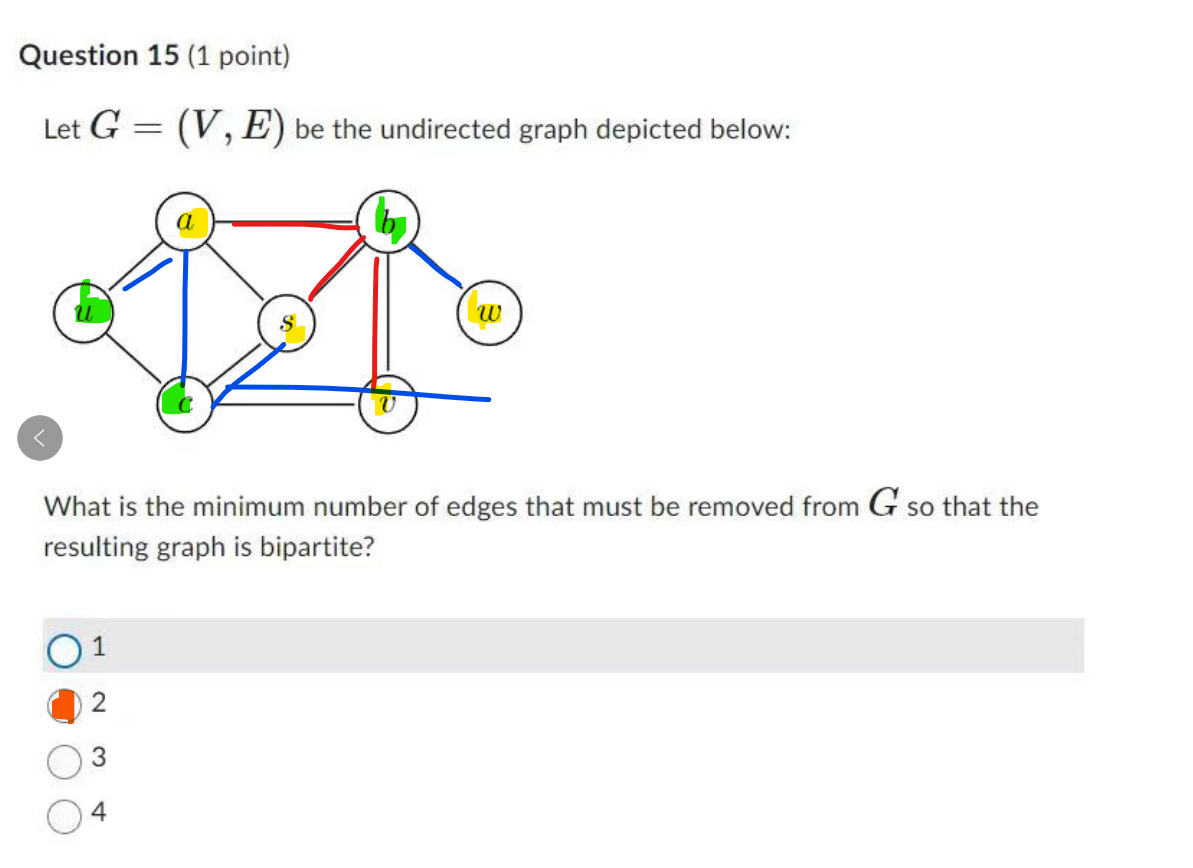 Question 15 (1 point)
Let G = (V, E) be the undirected graph depicted below:
a
b
u
s
w
c
v
What is the minimum number of edges that must be removed from G so that the
resulting graph is bipartite?
1
2
3
4